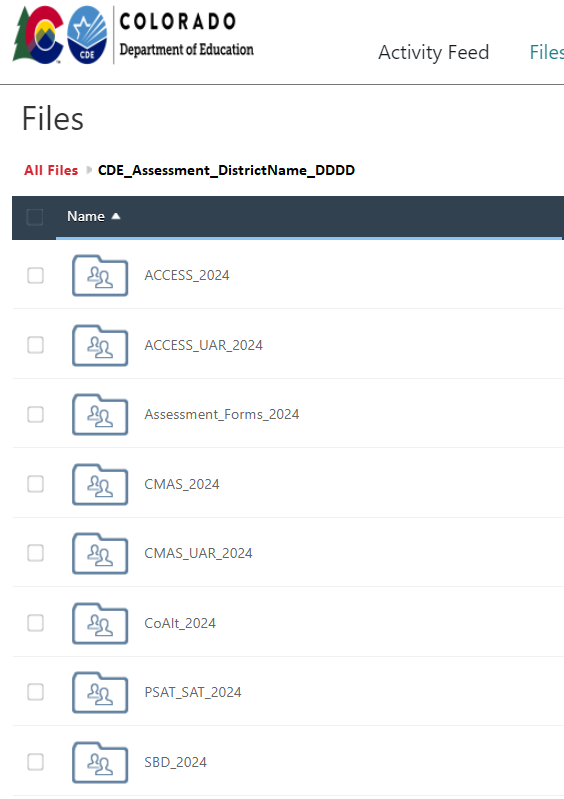 CDE
COLORADO
Department of Education
Activity Feed Files
Files
All Files CDE_Assessment_DistrictName_DDDD
Name
ACCESS_2024
ACCESS_UAR_2024
Assessment_Forms_2024
CMAS_2024
CMAS_UAR_2024
CoAlt_2024
PSAT_SAT_2024
SBD_2024